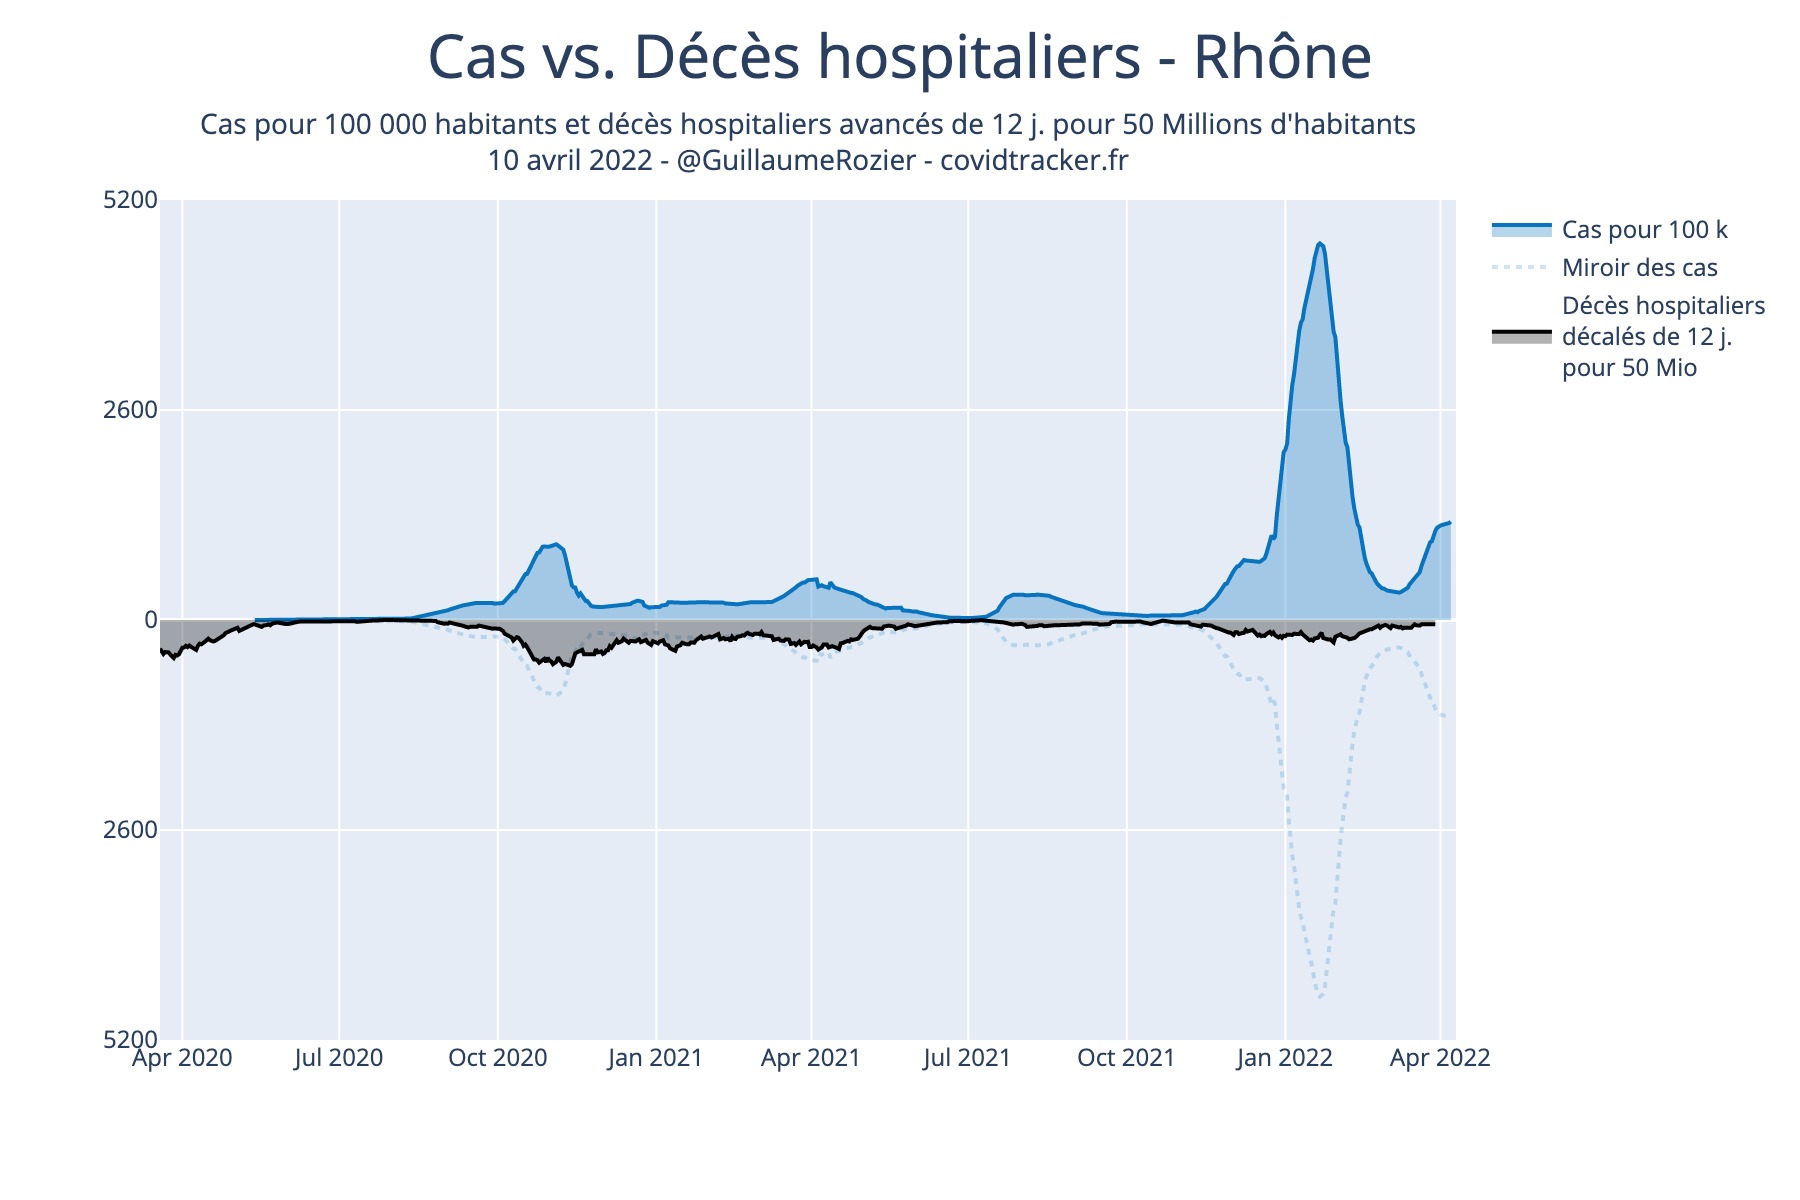 Cas vs. Décès hospitaliers - Rhône
Cas pour 100 000 habitants et décès hospitaliers avancés de 12 j. pour 50 Millions d'habitants
10 avril 2022 - @GuillaumeRozier - covidtracker.fr
5200
2600
0
2600
5200
Apr 2020
Jul 2020
Oct 2020
Jan 2021
Apr 2021
Jul 2021
Oct 2021
Jan 2022
Apr 2022
Cas pour 100 k
Miroir des cas
Décès hospitaliers
décalés de 12 j.
pour 50 Mio